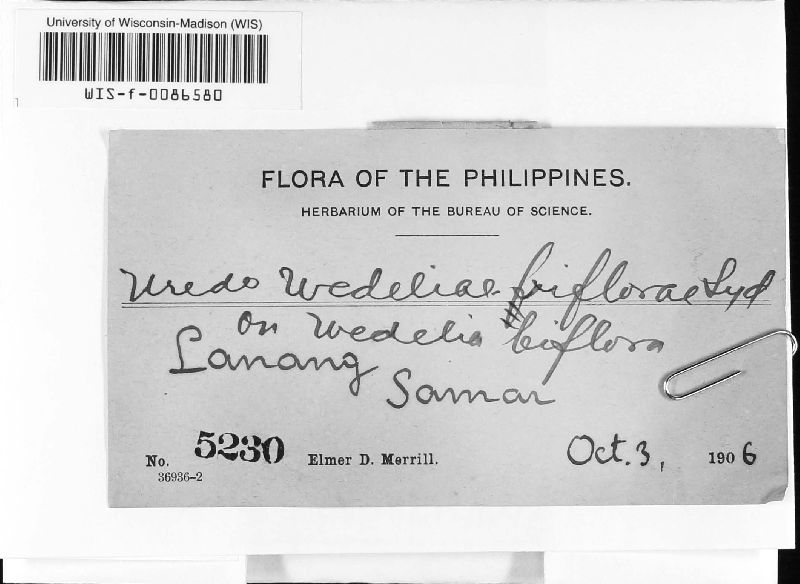 University of Wisconsin-Madison (WIS)
WIS-f-0086580
FLORA OF THE PHILIPPINES.
HERBARIUM OF THE BUREAU OF SCIENCE.
Uredo Wedeliae-biflorae Syd
on Wedelia biflora
Lanang
Samar
No. 5230 Elmer D. Merrill. Oct. 3, 1906
36936-2